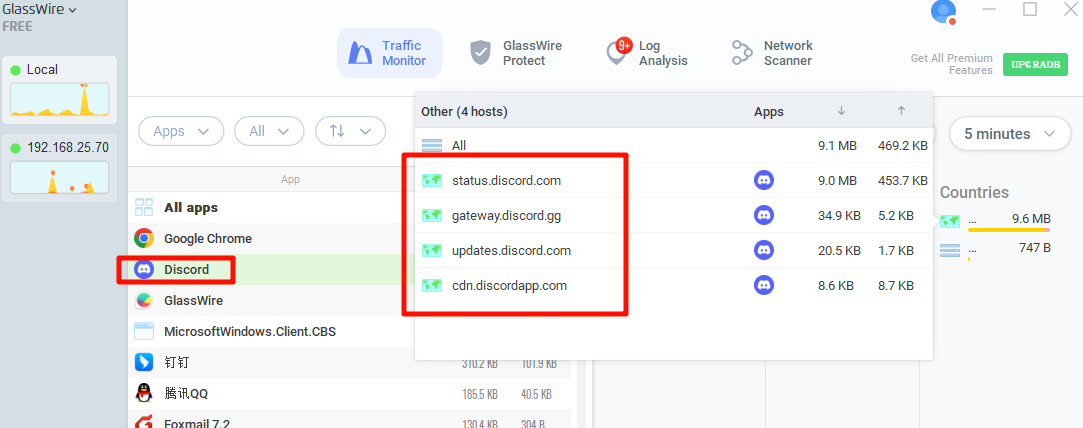 GlassWire
FREE
Local
192.168.25.70
Traffic Monitor
GlassWire Protect
9+
Log Analysis
Network Scanner
Get All Premium Features
UPGRADE
Apps
All
5 minutes
App
All apps
Google Chrome
Discord
GlassWire
MicrosoftWindows.Client.CBS
钉钉 310.2 KB 101.9 KB
腾讯QQ 185.5 KB 40.5 KB
Foxmail 7.2 130.4 KB 304 B
Other (4 hosts) Apps ↓ ↑
All 9.1 MB 469.2 KB
status.discord.com 9.0 MB 453.7 KB
gateway.discord.gg 34.9 KB 5.2 KB
updates.discord.com 20.5 KB 1.7 KB
cdn.discordapp.com 8.6 KB 8.7 KB
Countries
... 9.6 MB
... 747 B